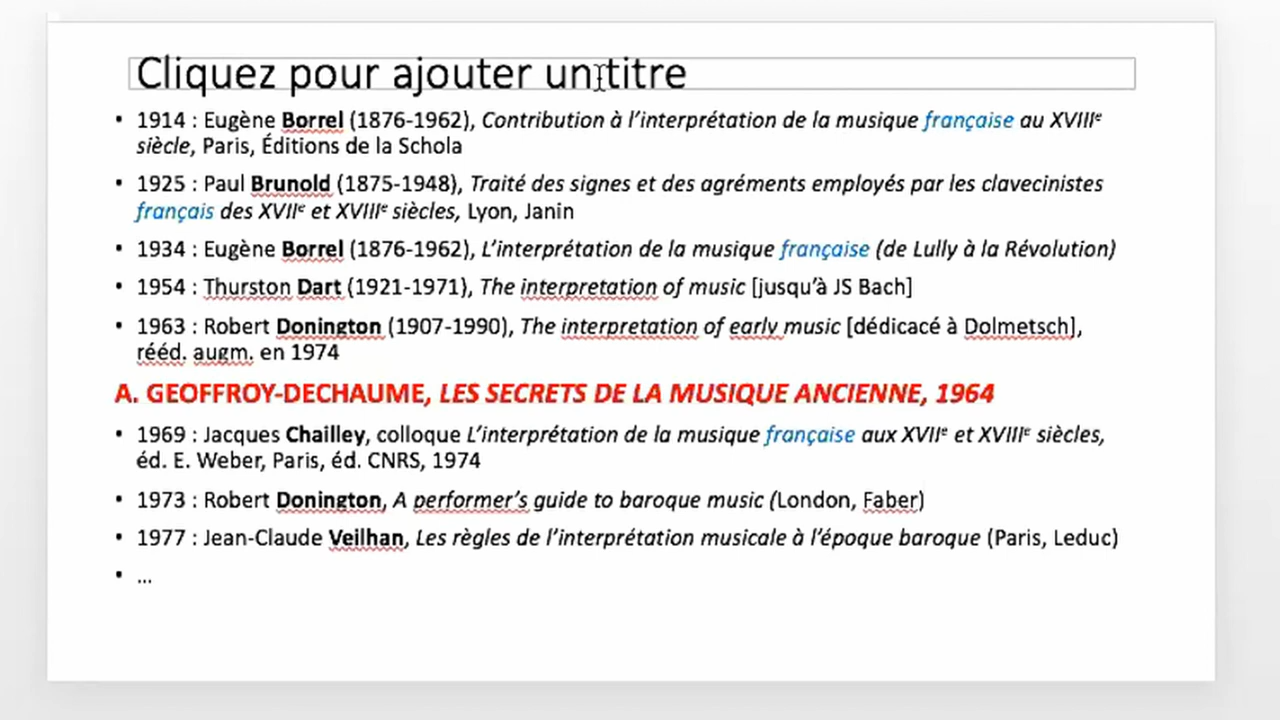 Cliquez pour ajouter un titre
• 1914 : Eugène Borrel (1876-1962), Contribution à l’interprétation de la musique française au XVIIIe
siècle, Paris, Éditions de la Schola
• 1925 : Paul Brunold (1875-1948), Traité des signes et des agréments employés par les clavecinistes
français des XVIIe et XVIIIe siècles, Lyon, Janin
• 1934 : Eugène Borrel (1876-1962), L’interprétation de la musique française (de Lully à la Révolution)
• 1954 : Thurston Dart (1921-1971), The interpretation of music [jusqu’à JS Bach]
• 1963 : Robert Donington (1907-1990), The interpretation of early music [dédicacé à Dolmetsch],
rééd. augm. en 1974
A. GEOFFROY-DECHAUME, LES SECRETS DE LA MUSIQUE ANCIENNE, 1964
• 1969 : Jacques Chailley, colloque L’interprétation de la musique française aux XVIIe et XVIIIe siècles,
éd. E. Weber, Paris, éd. CNRS, 1974
• 1973 : Robert Donington, A performer’s guide to baroque music (London, Faber)
• 1977 : Jean-Claude Veilhan, Les règles de l’interprétation musicale à l’époque baroque (Paris, Leduc)
• ...